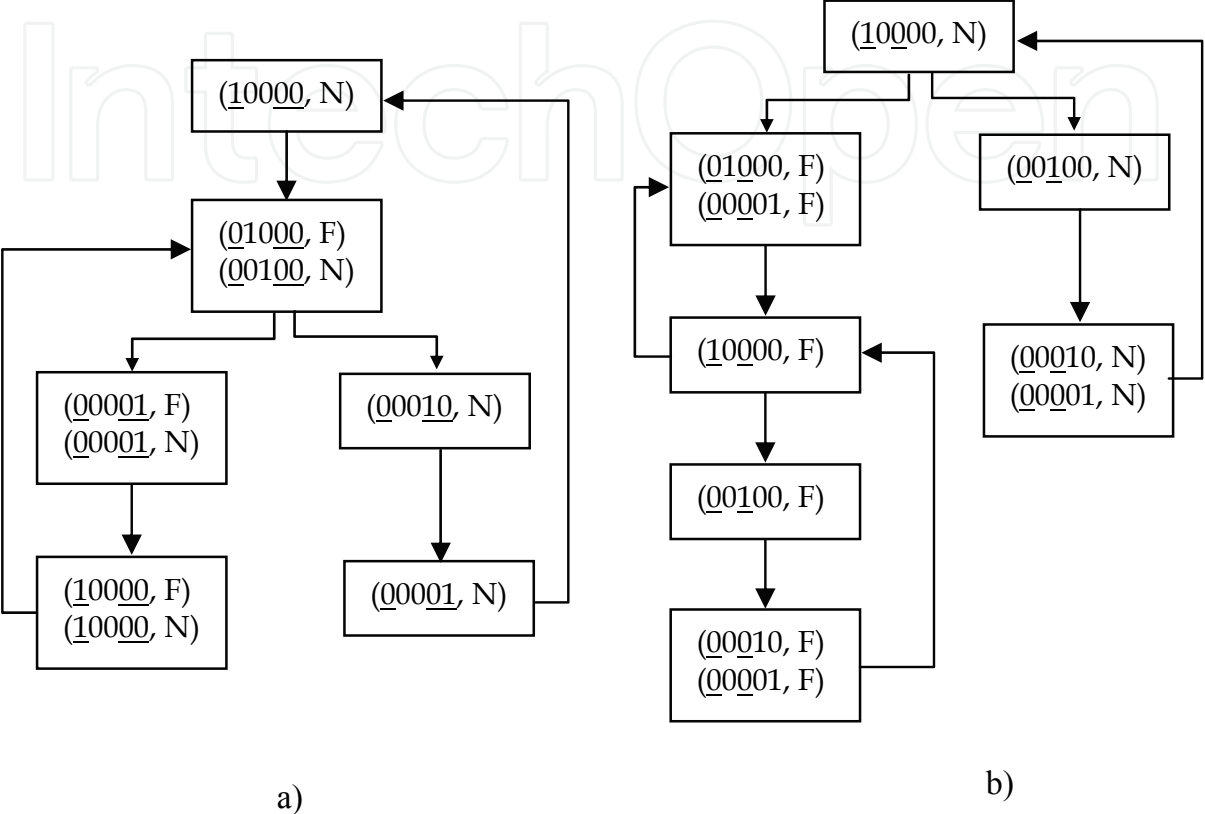 IntechOpen
(10000, N)
(01000, F)
(00100, N)
(00001, F)
(00001, N)
(00010, N)
(10000, F)
(10000, N)
(00001, N)
a)
(10000, N)
(01000, F)
(00001, F)
(00100, N)
(10000, F)
(00010, N)
(00001, N)
(00100, F)
(00010, F)
(00001, F)
b)